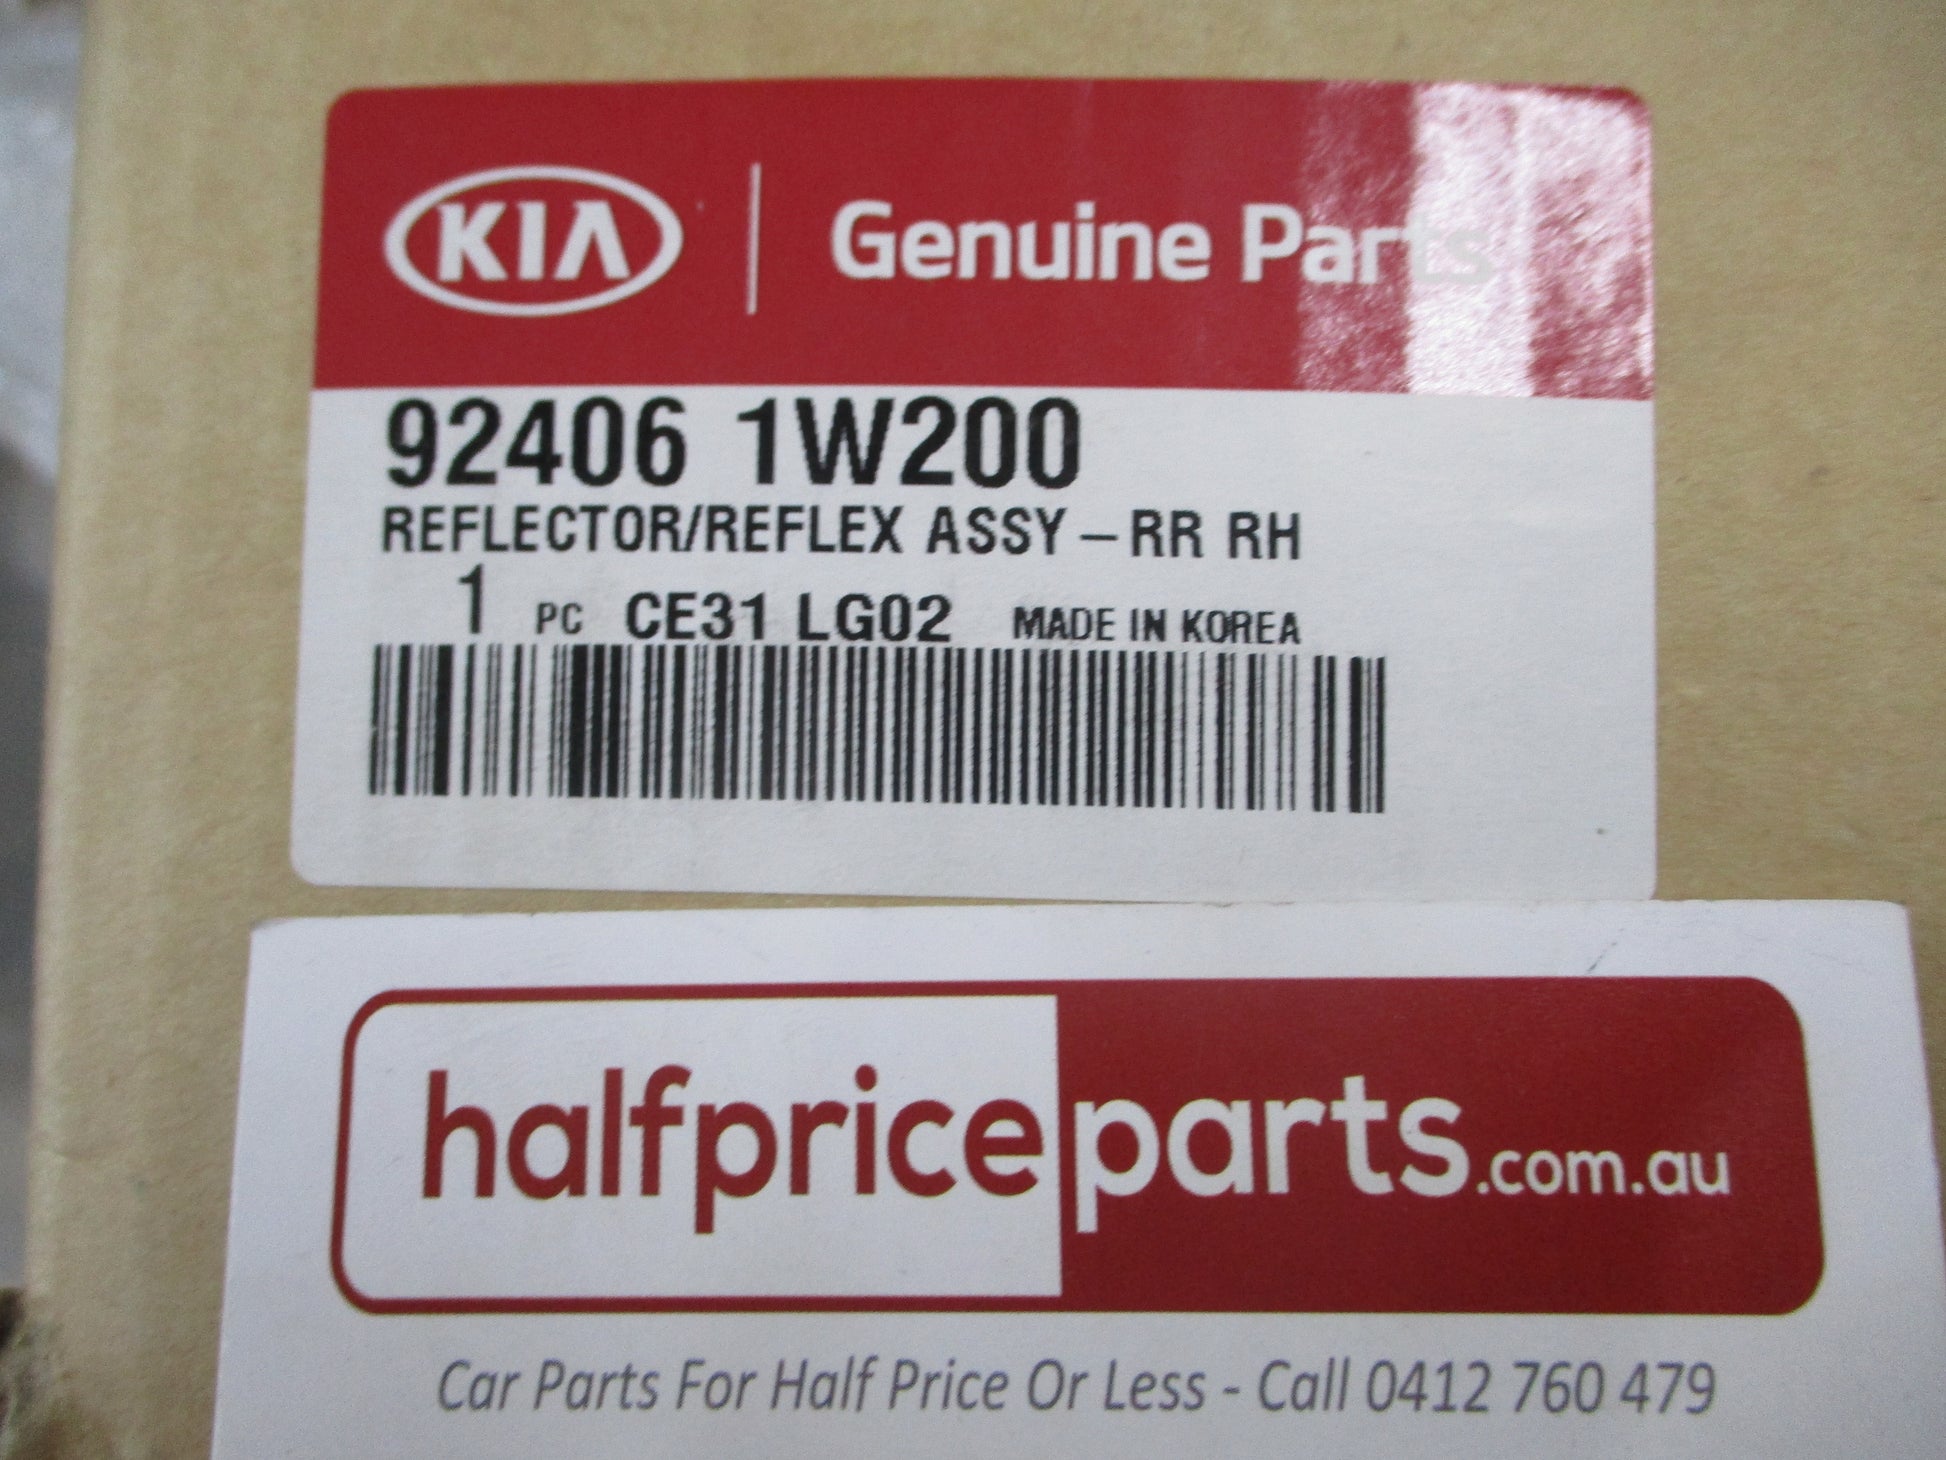 KIA | Genuine Parts
92406 1W200
REFLECTOR/REFLEX ASSY – RR RH
1 PC CE31 LG02 MADE IN KOREA
halfpriceparts.com.au
Car Parts For Half Price Or Less - Call 0412 760 479